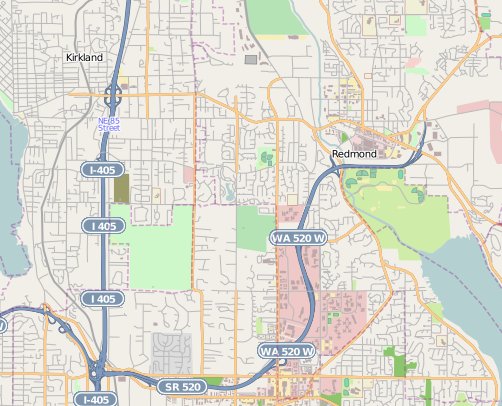 Kirkland
NE 85
Street
Redmond
I-405
I 405
WA 520 W
I 405
WA 520 W
SR 520
I-405